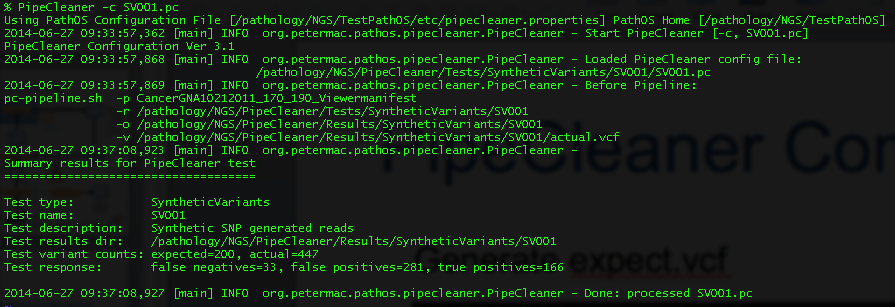 % PipeCleaner -c SV001.pc
Using PathOS Configuration File [/pathology/NGS/TestPathOS/etc/pipecleaner.properties] PathOS Home [/pathology/NGS/TestPathOS]
2014-06-27 09:33:57,362 [main] INFO  org.petermac.pathos.pipecleaner.PipeCleaner - Start PipeCleaner [-c, SV001.pc]
PipeCleaner Configuration Ver 3.1
2014-06-27 09:33:57,868 [main] INFO  org.petermac.pathos.pipecleaner.PipeCleaner - Loaded PipeCleaner config file:
/pathology/NGS/PipeCleaner/Tests/SyntheticVariants/SV001/SV001.pc
2014-06-27 09:33:57,869 [main] INFO  org.petermac.pathos.pipecleaner.PipeCleaner - Before Pipeline:
pc-pipeline.sh  -p CancerGNA10212011_170_190_Viewermanifest
-r /pathology/NGS/PipeCleaner/Tests/SyntheticVariants/SV001
-o /pathology/NGS/PipeCleaner/Results/SyntheticVariants/SV001
-v /pathology/NGS/PipeCleaner/Results/SyntheticVariants/SV001/actual.vcf
2014-06-27 09:37:08,923 [main] INFO  org.petermac.pathos.pipecleaner.PipeCleaner -
Summary results for PipeCleaner test
====================================
Test type:          SyntheticVariants
Test name:          SV001
Test description:   Synthetic SNP generated reads
Test results dir:   /pathology/NGS/PipeCleaner/Results/SyntheticVariants/SV001
Test variant counts: expected=200, actual=447
Test response:      false negatives=33, false positives=281, true positives=166
2014-06-27 09:37:08,927 [main] INFO  org.petermac.pathos.pipecleaner.PipeCleaner - Done: processed SV001.pc
PipeCleaner Con
Generate expect.vcf